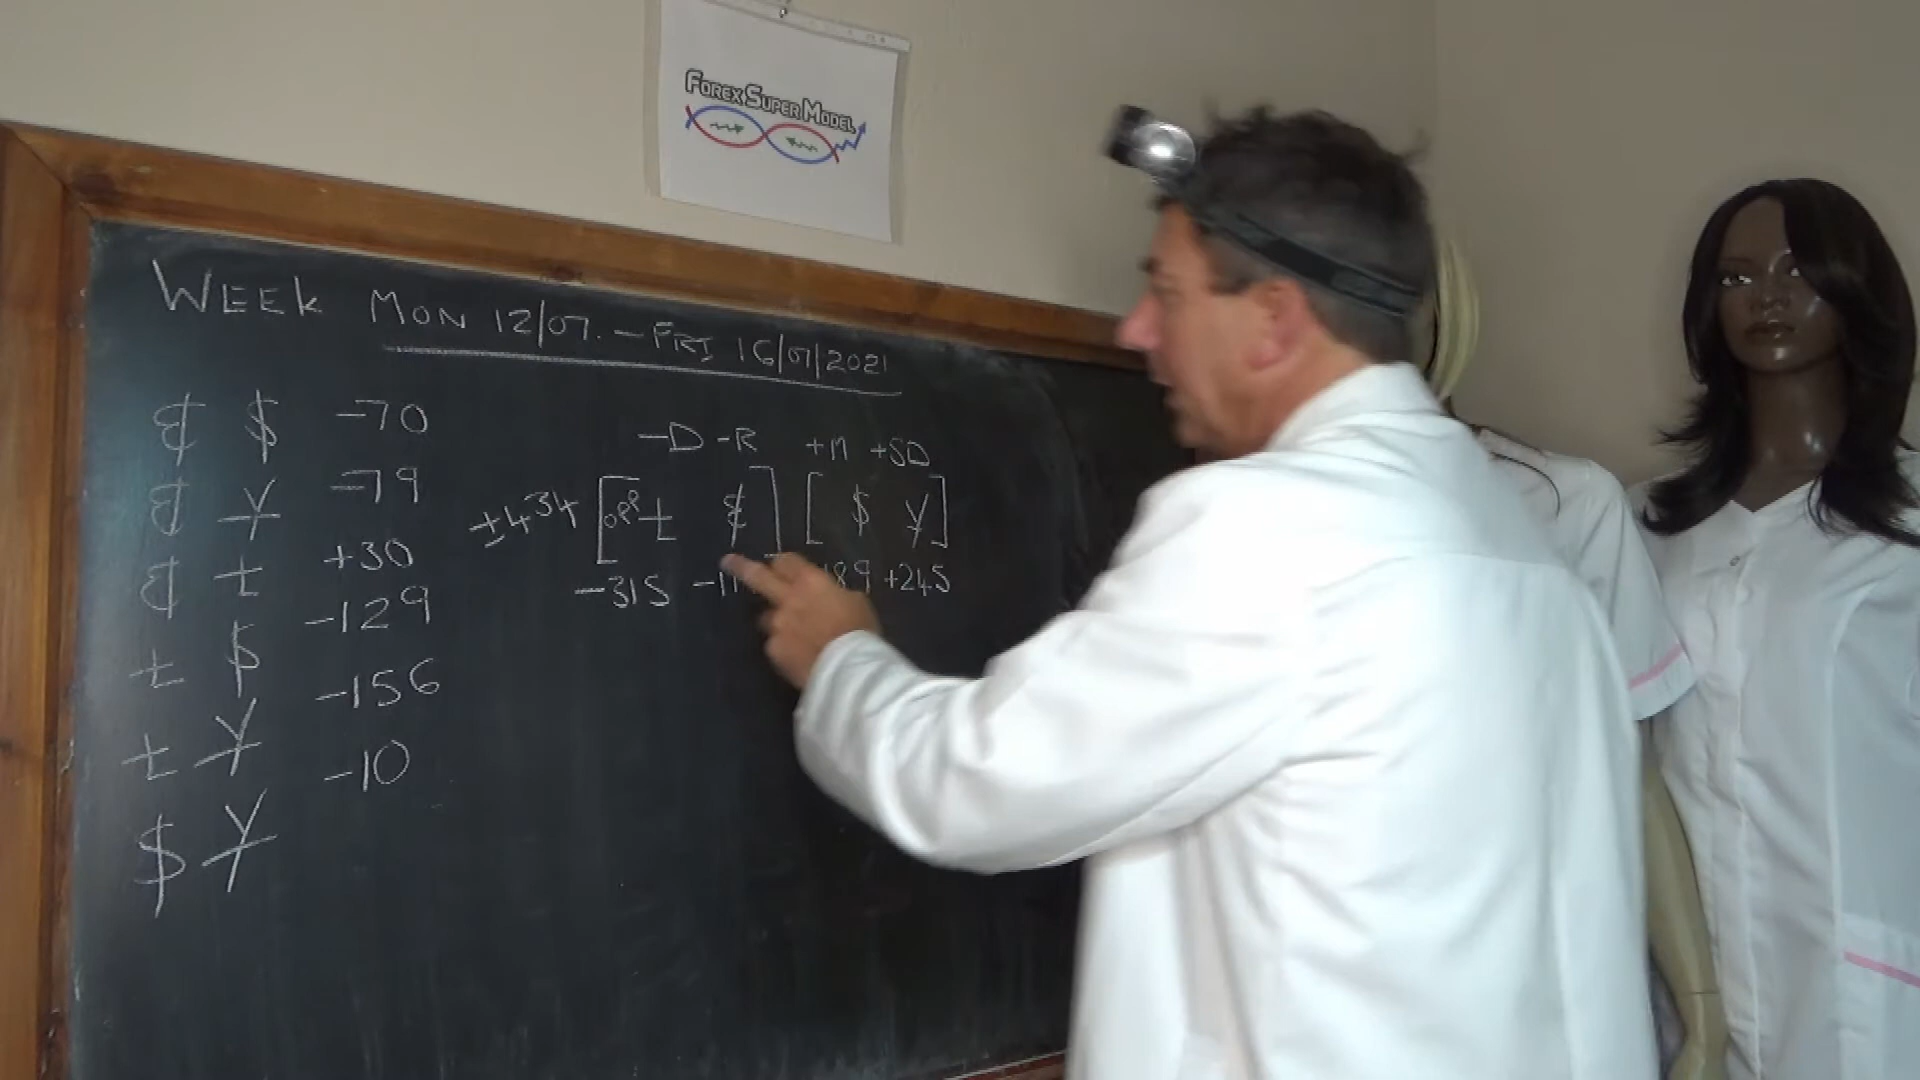 FOREX SUPER MODEL
WEEK MON 12/07. - FRI 16/07/2021
€ $ -70
€ ¥ -79
€ £ +30
£ $ -129
£ ¥ -156
$ ¥ -10
-D -R +M +SD
±434 [ £ € ] [ $ ¥ ]
-315 +245